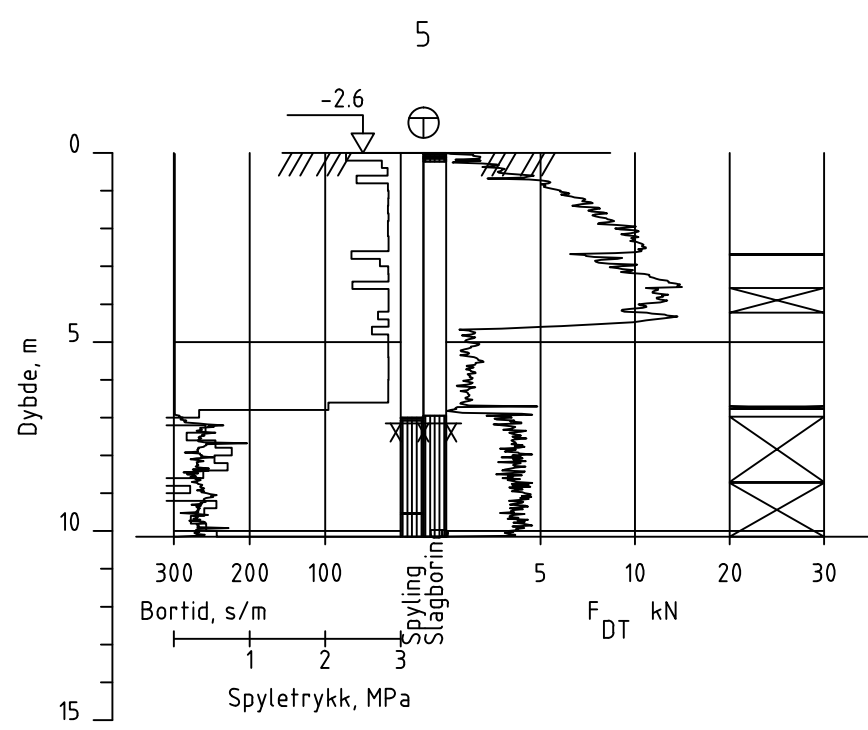 5
-2.6
0
5
10
15
Dybde, m
300 200 100 5 10 20 30
Spyling
Slagboring
Bortid, s/m
F DT kN
1 2 3
Spyletrykk, MPa